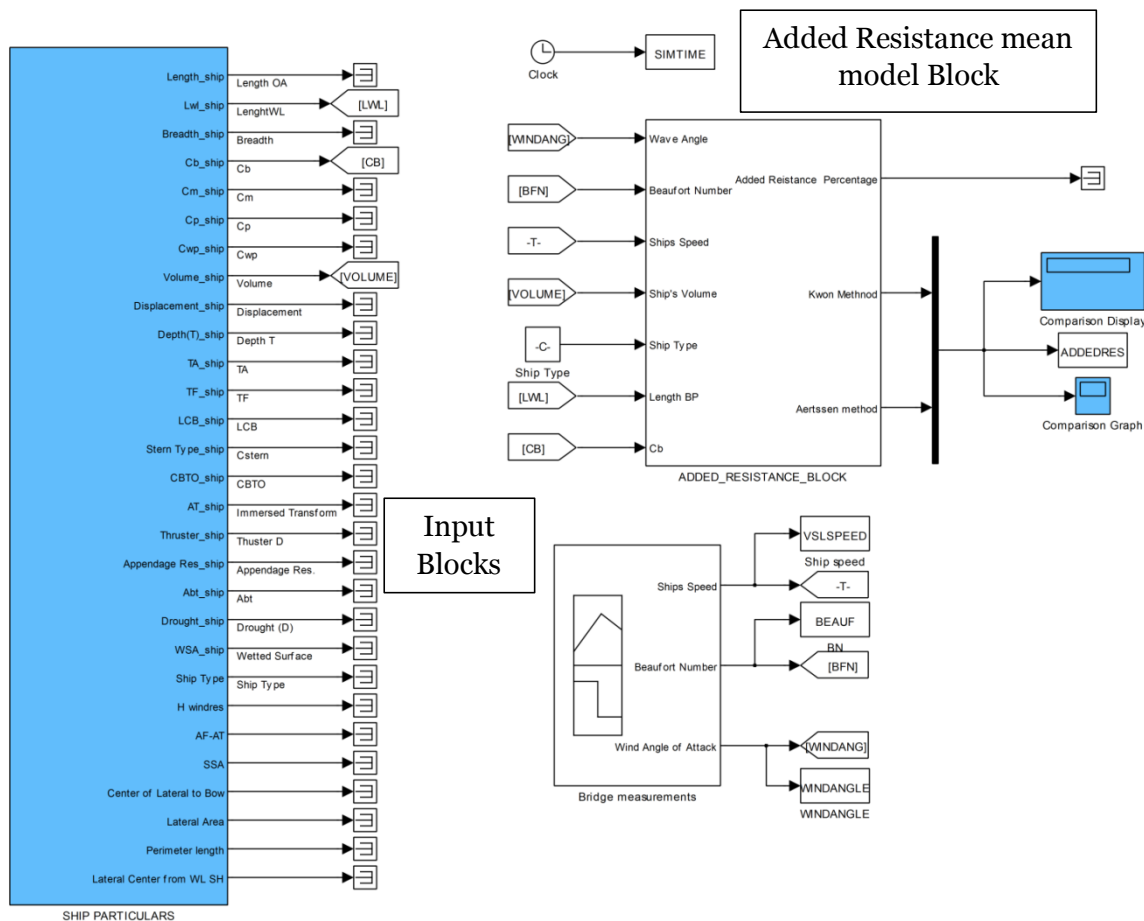 Length_ship
Length OA
Lwl_ship
LenghtWL
[LWL]
Breadth_ship
Breadth
Cb_ship
Cb
[CB]
Cm_ship
Cm
Cp_ship
Cp
Cwp_ship
Cwp
Volume_ship
Volume
[VOLUME]
Displacement_ship
Displacement
Depth(T)_ship
Depth T
TA_ship
TA
TF_ship
TF
LCB_ship
LCB
Stern Type_ship
Cstern
CBTO_ship
CBTO
AT_ship
Immersed Transform
Thruster_ship
Thuster D
Appendage Res_ship
Appendage Res.
Abt_ship
Abt
Drought_ship
Drought (D)
WSA_ship
Wetted Surface
Ship Type
Ship Type
H windres
AF-AT
SSA
Center of Lateral to Bow
Lateral Area
Perimeter length
Lateral Center from WL SH
SHIP PARTICULARS
Input
Blocks
Clock
SIMTIME
Added Resistance mean
model Block
[WINDANG]
Wave Angle
[BFN]
Beaufort Number
-T-
Ships Speed
[VOLUME]
Ship's Volume
-C-
Ship Type
Ship Type
[LWL]
Length BP
[CB]
Cb
Added Reistance Percentage
Kwon Methnod
Aertssen method
ADDED_RESISTANCE_BLOCK
Comparison Display
ADDEDRES
Comparison Graph
Ships Speed
Beaufort Number
Wind Angle of Attack
Bridge measurements
VSLSPEED
Ship speed
-T-
BEAUF
BN
[BFN]
[WINDANG]
WINDANGLE
WINDANGLE